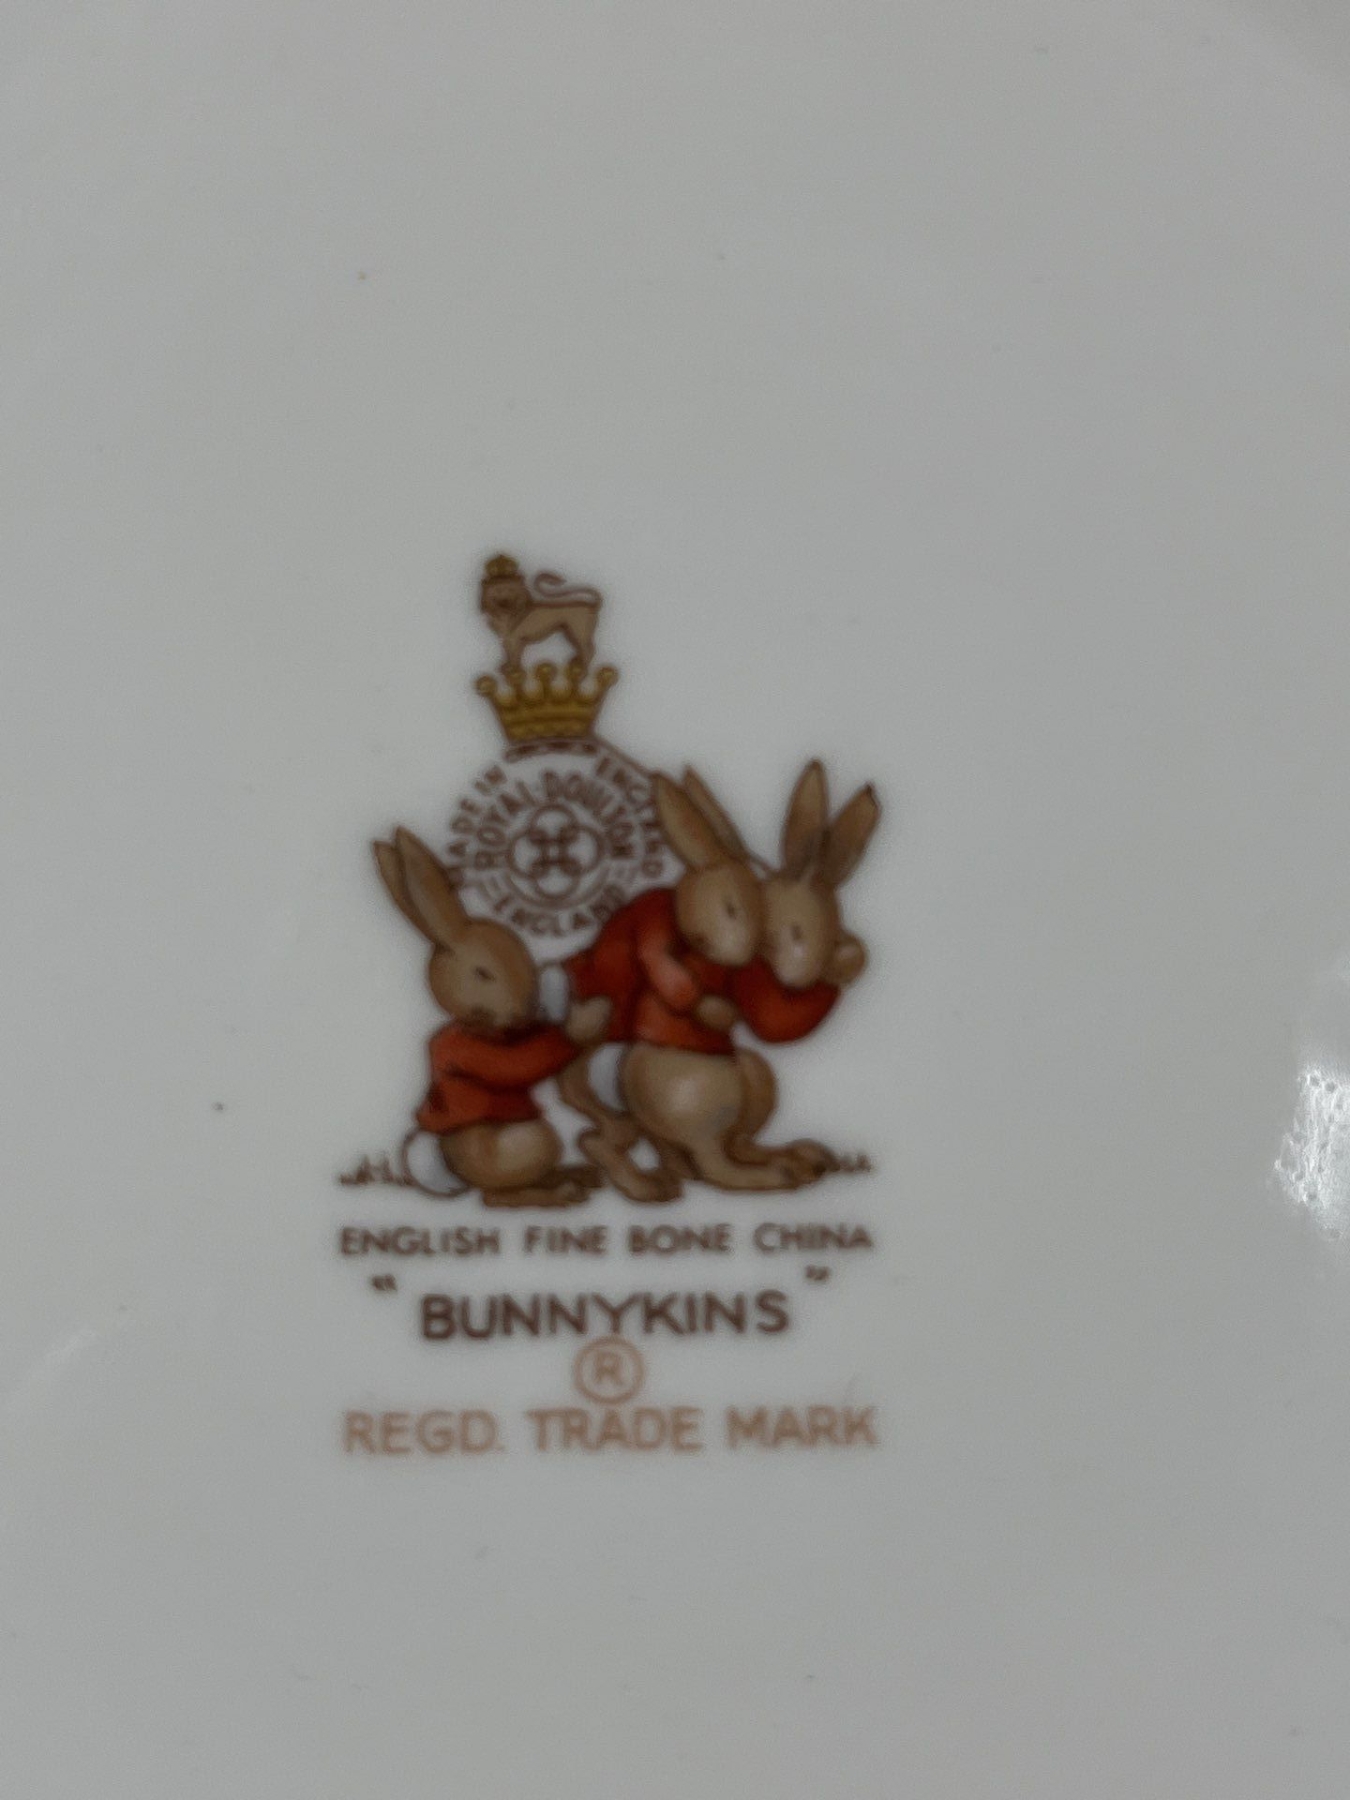 MADE IN ENGLAND
ROYAL·DOULTON
ENGLAND
ENGLISH FINE BONE CHINA
"BUNNYKINS"
®
REGD. TRADE MARK